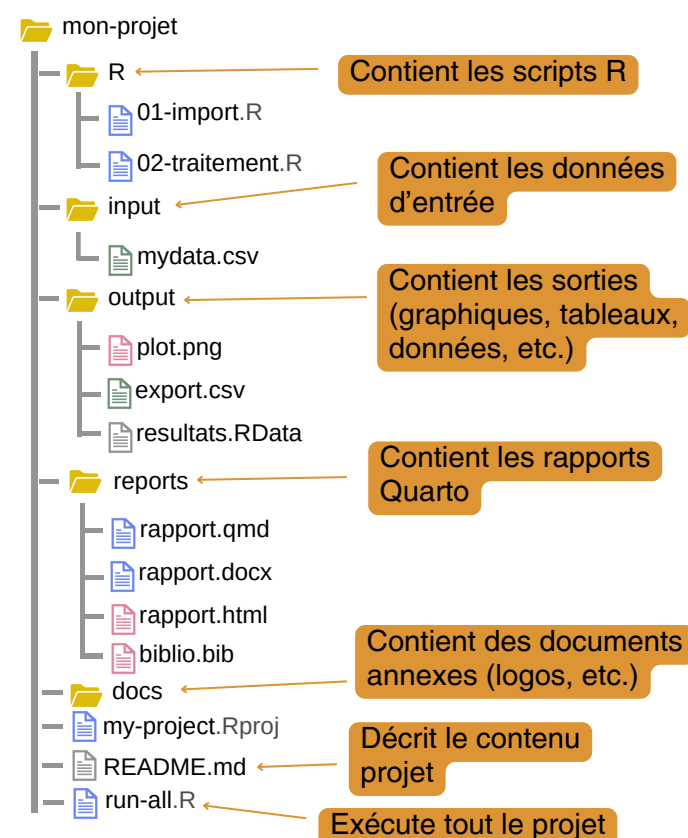 mon-projet
R
Contient les scripts R
01-import.R
02-traitement.R
Contient les données
d'entrée
input
mydata.csv
output
Contient les sorties
(graphiques, tableaux,
données, etc.)
plot.png
export.csv
resultats.RData
reports
Contient les rapports
Quarto
rapport.qmd
rapport.docx
rapport.html
biblio.bib
Contient des documents
annexes (logos, etc.)
docs
my-project.Rproj
Décrit le contenu
projet
README.md
run-all.R
Exécute tout le projet